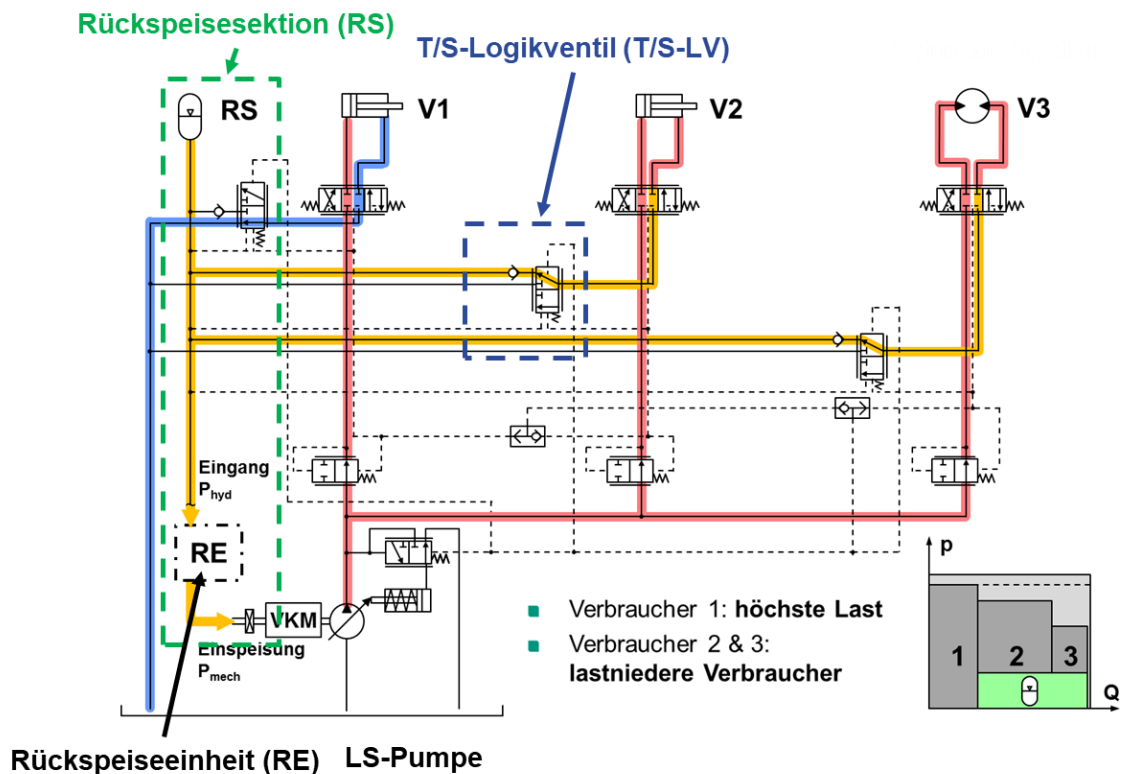 Rückspeisesektion (RS)
T/S-Logikventil (T/S-LV)
RS
V1
V2
V3
Eingang
Phyd
RE
VKM
Einspeisung
Pmech
Verbraucher 1: höchste Last
Verbraucher 2 & 3:
lastniedere Verbraucher
p
1
2
3
Q
Rückspeiseeinheit (RE)
LS-Pumpe